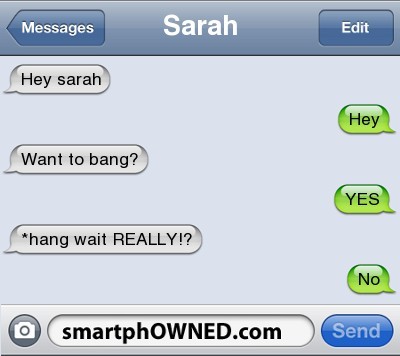 Messages
Sarah
Edit
Hey sarah
Hey
Want to bang?
YES
*hang wait REALLY!?
No
smartphOWNED.com
Send